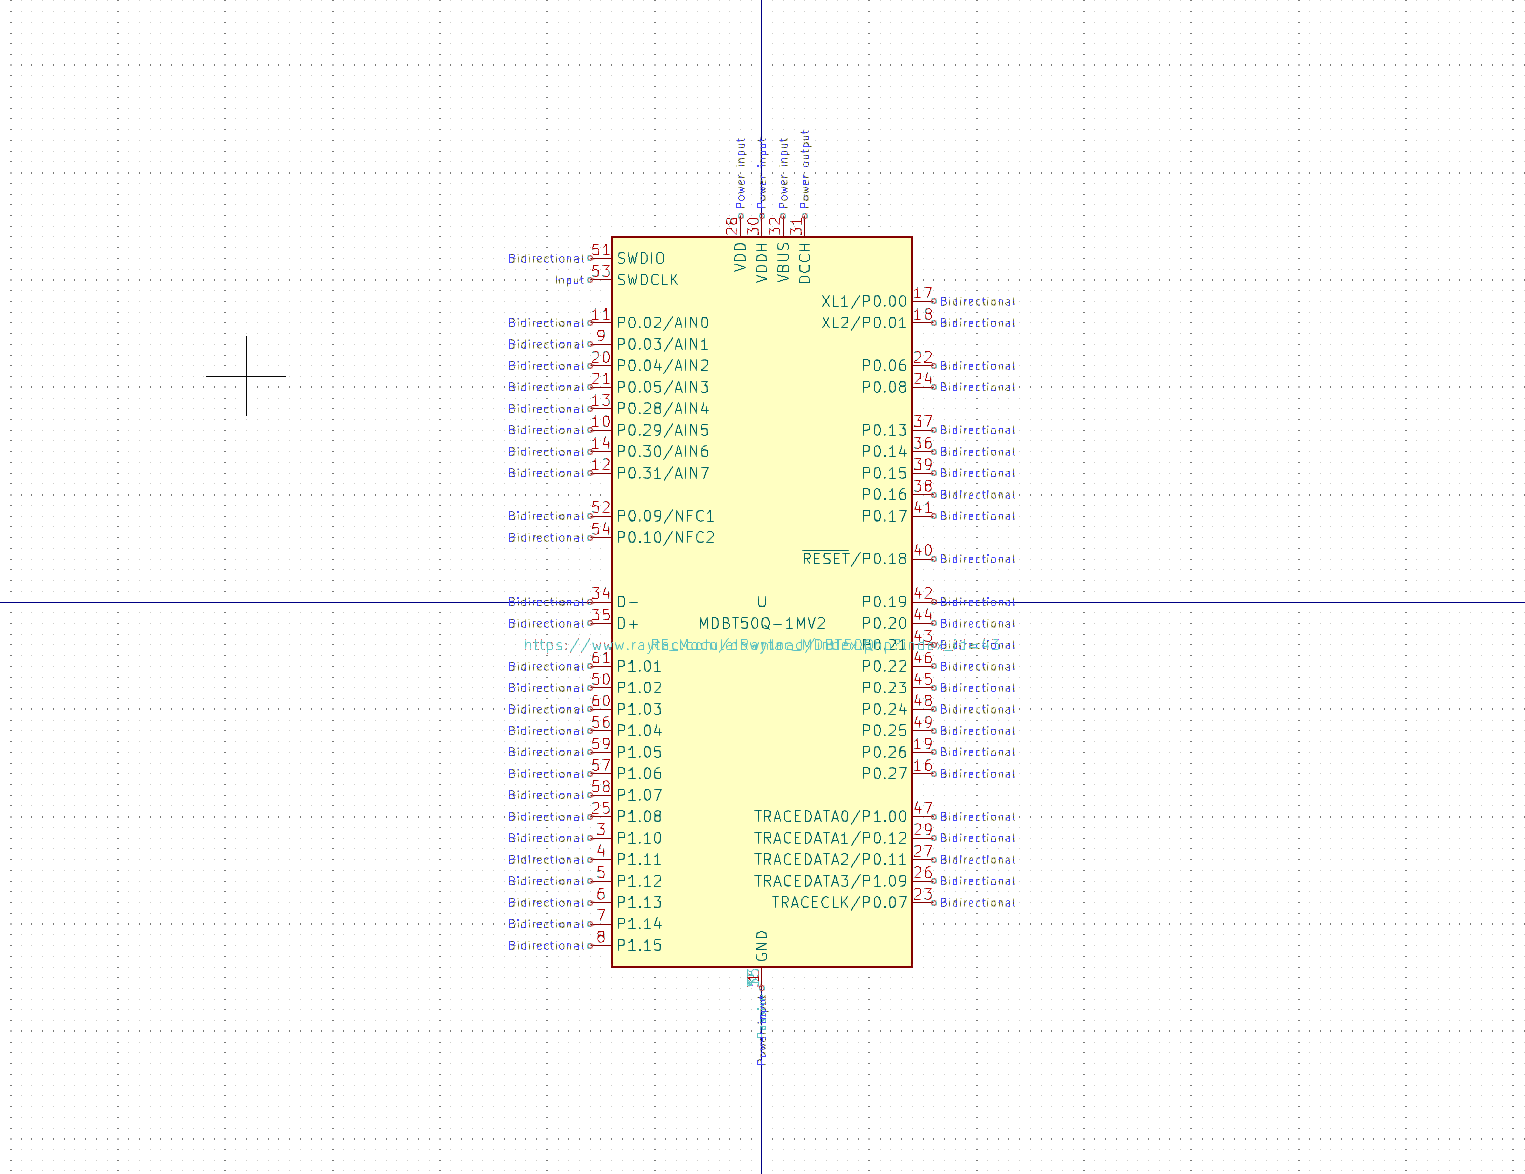 Power input
Power input
Power input
Power output
28
30
32
31
VDD
VDDH
VBUS
DCCH
Bidirectional 51 SWDIO
Input 53 SWDCLK
XL1/P0.00 17 Bidirectional
Bidirectional 11 P0.02/AIN0 XL2/P0.01 18 Bidirectional
Bidirectional 9 P0.03/AIN1
Bidirectional 20 P0.04/AIN2 P0.06 22 Bidirectional
Bidirectional 21 P0.05/AIN3 P0.08 24 Bidirectional
Bidirectional 13 P0.28/AIN4
Bidirectional 10 P0.29/AIN5 P0.13 37 Bidirectional
Bidirectional 14 P0.30/AIN6 P0.14 36 Bidirectional
Bidirectional 12 P0.31/AIN7 P0.15 39 Bidirectional
P0.16 38 Bidirectional
Bidirectional 52 P0.09/NFC1 P0.17 41 Bidirectional
Bidirectional 54 P0.10/NFC2
RESET/P0.18 40 Bidirectional
Bidirectional 34 D- U P0.19 42 Bidirectional
Bidirectional 35 D+ MDBT50Q-1MV2 P0.20 44 Bidirectional
P0.21 43
Bidirectional 61 P1.01 P0.22 46 Bidirectional
Bidirectional 50 P1.02 P0.23 45 Bidirectional
Bidirectional 60 P1.03 P0.24 48 Bidirectional
Bidirectional 56 P1.04 P0.25 49 Bidirectional
Bidirectional 59 P1.05 P0.26 19 Bidirectional
Bidirectional 57 P1.06 P0.27 16 Bidirectional
Bidirectional 58 P1.07
Bidirectional 25 P1.08 TRACEDATA0/P1.00 47 Bidirectional
Bidirectional 3 P1.10 TRACEDATA1/P0.12 29 Bidirectional
Bidirectional 4 P1.11 TRACEDATA2/P0.11 27 Bidirectional
Bidirectional 5 P1.12 TRACEDATA3/P1.09 26 Bidirectional
Bidirectional 6 P1.13 TRACECLK/P0.07 23 Bidirectional
Bidirectional 7 P1.14
Bidirectional 8 P1.15
GND
1
Power input